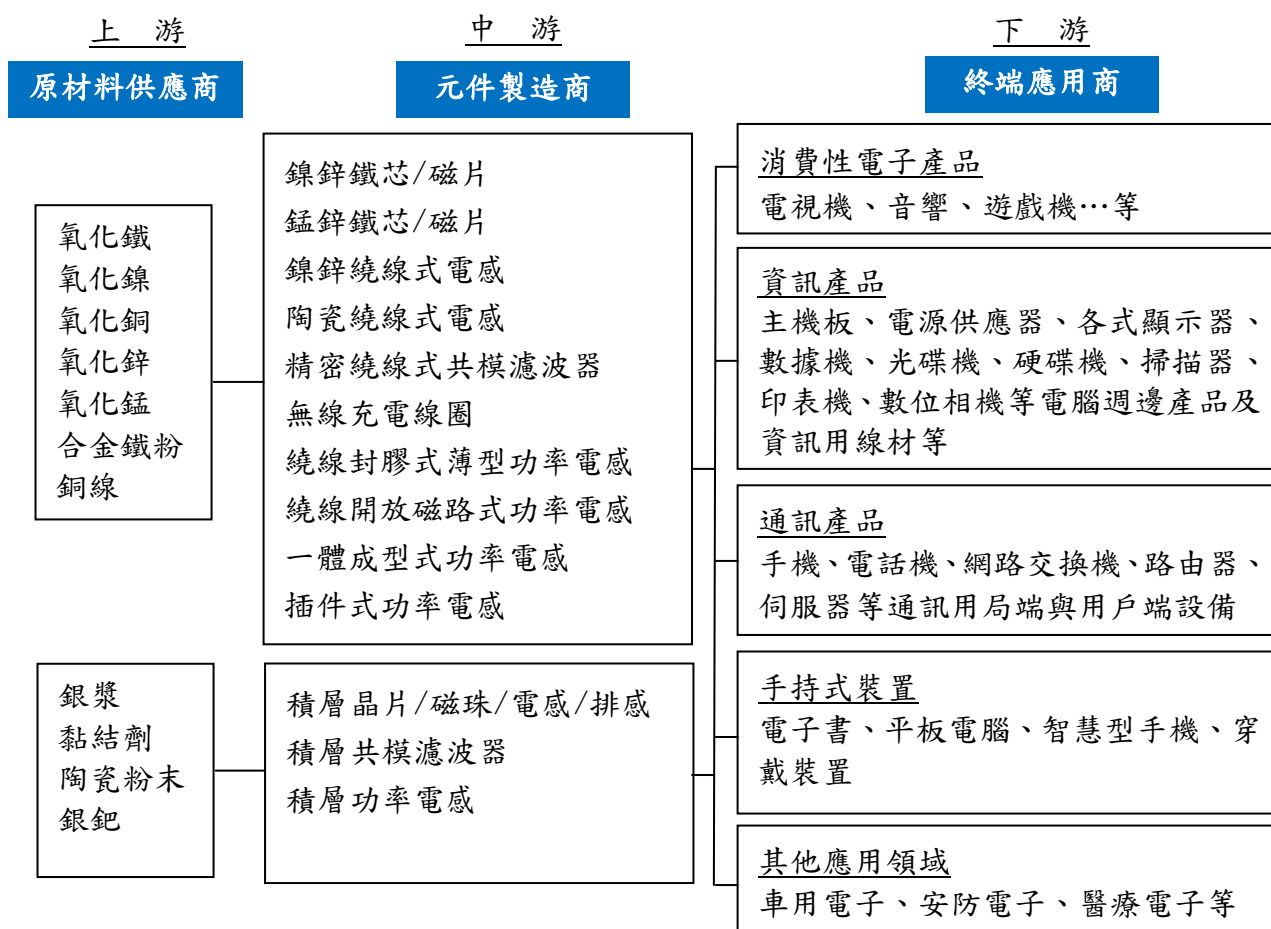 上 游
中 游
下 游
原材料供應商
元件製造商
終端應用商
氧化鐵
氧化鎳
氧化銅
氧化鋅
氧化錳
合金鐵粉
銅線
銀漿
黏結劑
陶瓷粉末
銀鈀
鎳鋅鐵芯/磁片
錳鋅鐵芯/磁片
鎳鋅繞線式電感
陶瓷繞線式電感
精密繞線式共模濾波器
無線充電線圈
繞線封膠式薄型功率電感
繞線開放磁路式功率電感
一體成型式功率電感
插件式功率電感
積層晶片/磁珠/電感/排感
積層共模濾波器
積層功率電感
消費性電子產品
電視機、音響、遊戲機…等
資訊產品
主機板、電源供應器、各式顯示器、
數據機、光碟機、硬碟機、掃描器、
印表機、數位相機等電腦週邊產品及
資訊用線材等
通訊產品
手機、電話機、網路交換機、路由器、
伺服器等通訊用局端與用戶端設備
手持式裝置
電子書、平板電腦、智慧型手機、穿
戴裝置
其他應用領域
車用電子、安防電子、醫療電子等